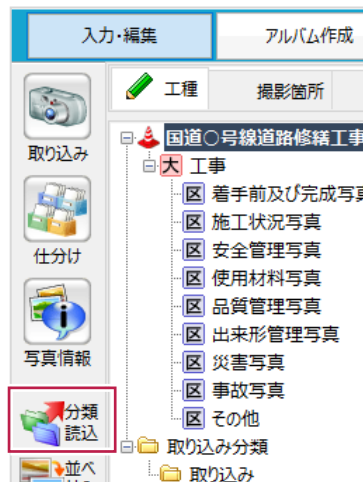 入力・編集
アルバム作成
工種
撮影箇所
取り込み
仕分け
写真情報
分類
読込
並べ
国道○号線道路修繕工事
大 工事
区 着手前及び完成写真
区 施工状況写真
区 安全管理写真
区 使用材料写真
区 品質管理写真
区 出来形管理写真
区 災害写真
区 事故写真
区 その他
取り込み分類
取り込み